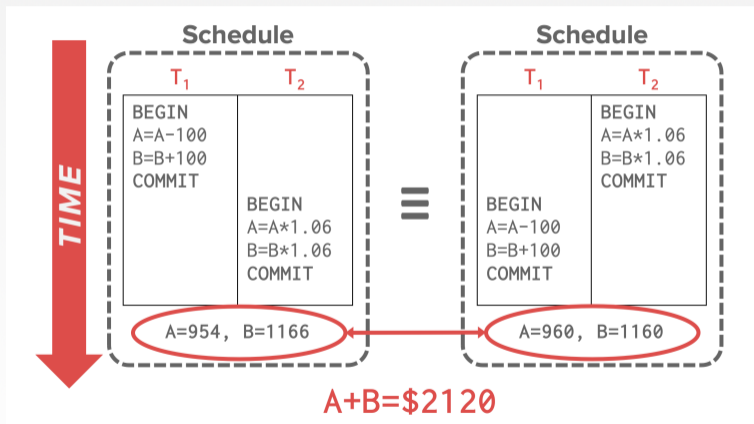 Schedule
T1 T2
BEGIN
A=A-100
B=B+100
COMMIT
BEGIN
A=A*1.06
B=B*1.06
COMMIT
A=954, B=1166
TIME
≡
Schedule
T1 T2
BEGIN
A=A*1.06
B=B*1.06
COMMIT
BEGIN
A=A-100
B=B+100
COMMIT
A=960, B=1160
A+B=$2120